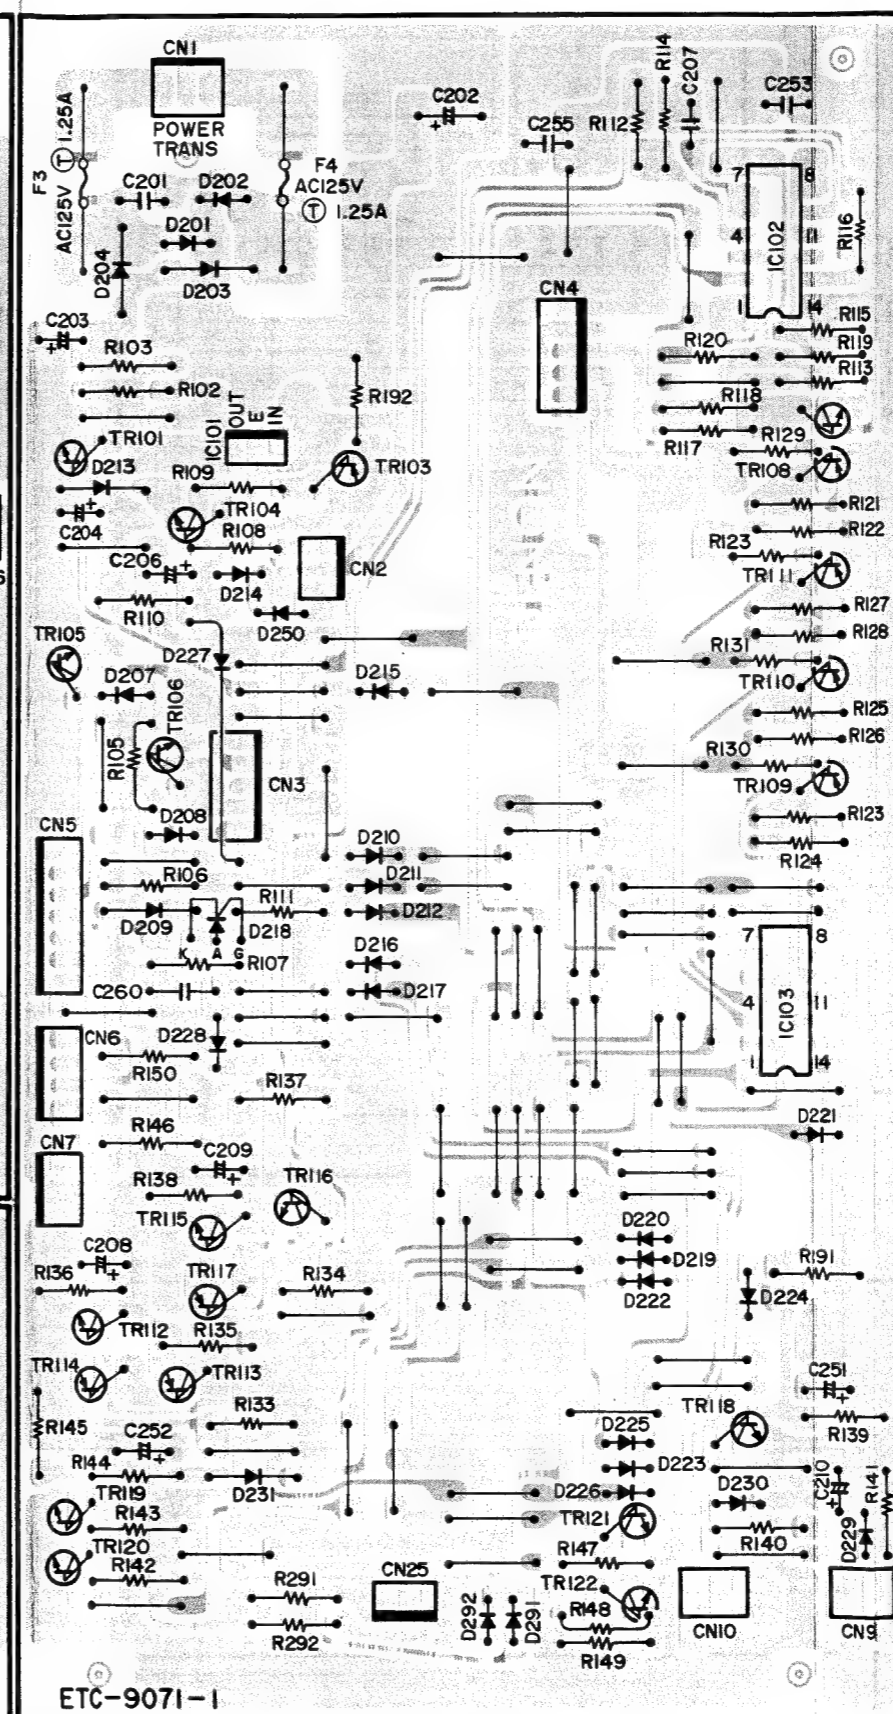 CN1
POWER
TRANS
F3
AC125V Ⓣ 1.25A
F4
AC125V
Ⓣ 1.25A
C201
D202
D201
D203
D204
C202
C255
R112
R114
C207
C253
7
8
4
11
1
14
IC102
R116
CN4
C203
R103
R102
R192
R120
R115
R119
R113
R118
R117
R129
TR108
TR101
IC101
OUT
E
IN
D213
R109
TR103
C204
TR104
R108
R121
R122
R123
TR111
C206
D214
CN2
R110
D250
R127
R128
TR105
D227
R131
TR110
D207
TR106
D215
R125
R126
R105
CN3
R130
TR109
D208
R123
R124
CN5
D210
D211
D212
R106
R111
D209
D218
K
A
G
R107
D216
D217
C260
7
8
4
11
1
14
IC103
CN6
D228
R150
R137
D221
R146
CN7
C209
R138
TR116
TR115
D220
D219
D222
C208
R136
TR117
R134
R191
D224
TR112
R135
TR114
TR113
C251
R145
R133
TR118
R139
C252
D225
D223
D226
R144
D231
D230
C210
R141
TR119
R143
TR121
R140
D229
TR120
R142
R147
R291
CN25
TR122
R292
D292
D291
R148
R149
CN10
CN9
ETC-9071-1